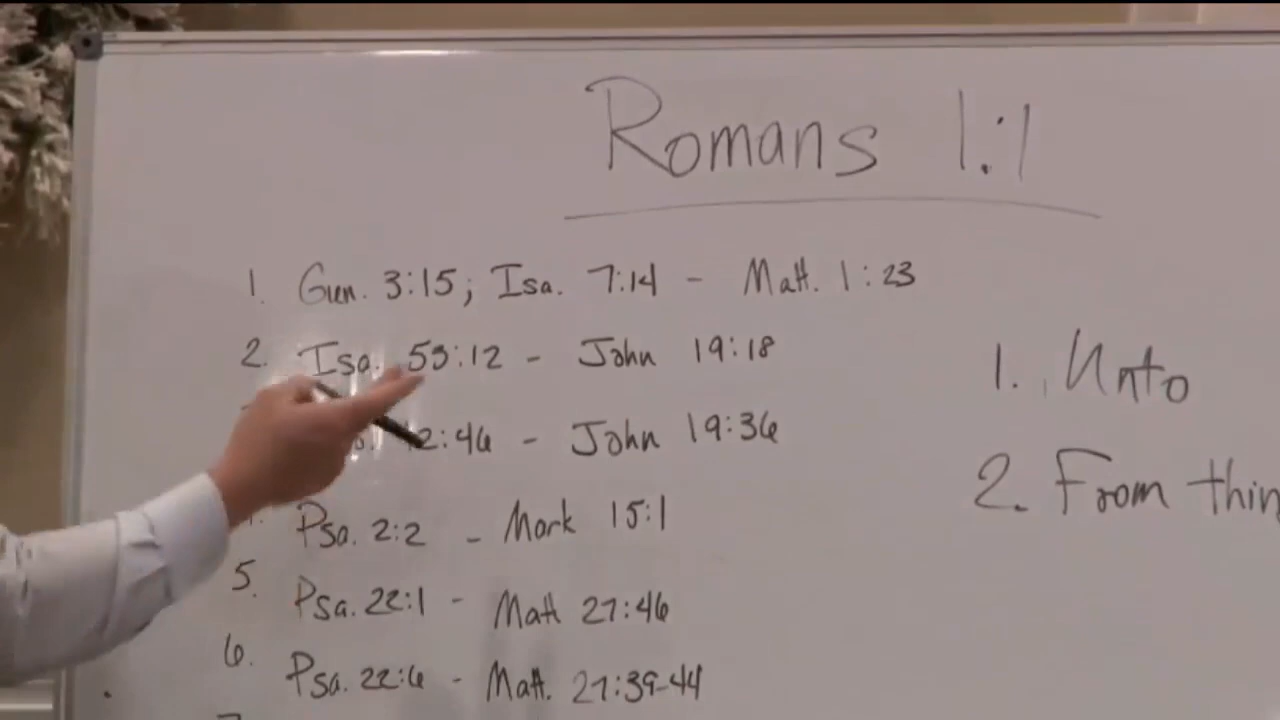 Romans 1:1
1. Gen. 3:15; Isa. 7:14 - Matt. 1:23
2. Isa. 53:12 - John 19:18
12:46 - John 19:36
Psa. 2:2 - Mark 15:1
5. Psa. 22:1 - Matt 27:46
6. Psa. 22:6 - Matt. 27:39-44
1. Unto
2. From